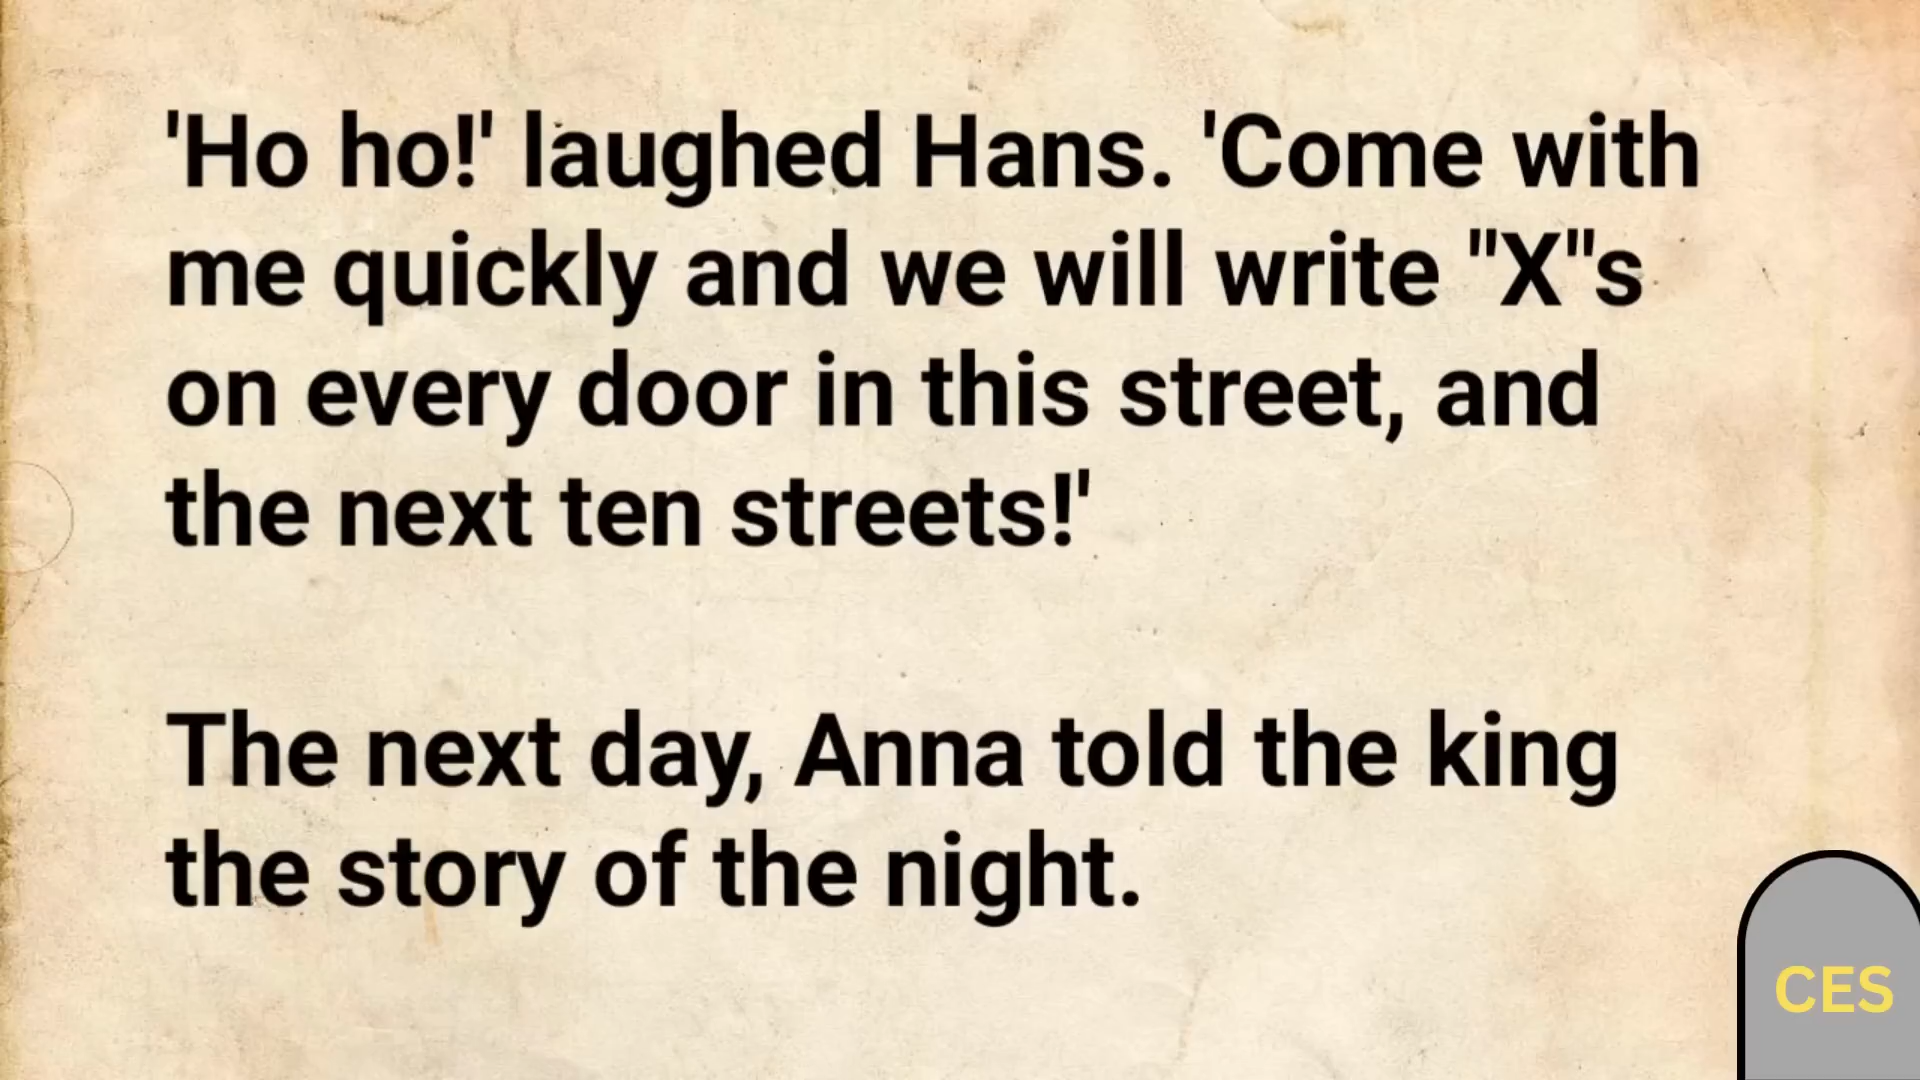 'Ho ho!' laughed Hans. 'Come with
me quickly and we will write "X"s
on every door in this street, and
the next ten streets!'
The next day, Anna told the king
the story of the night.
CES